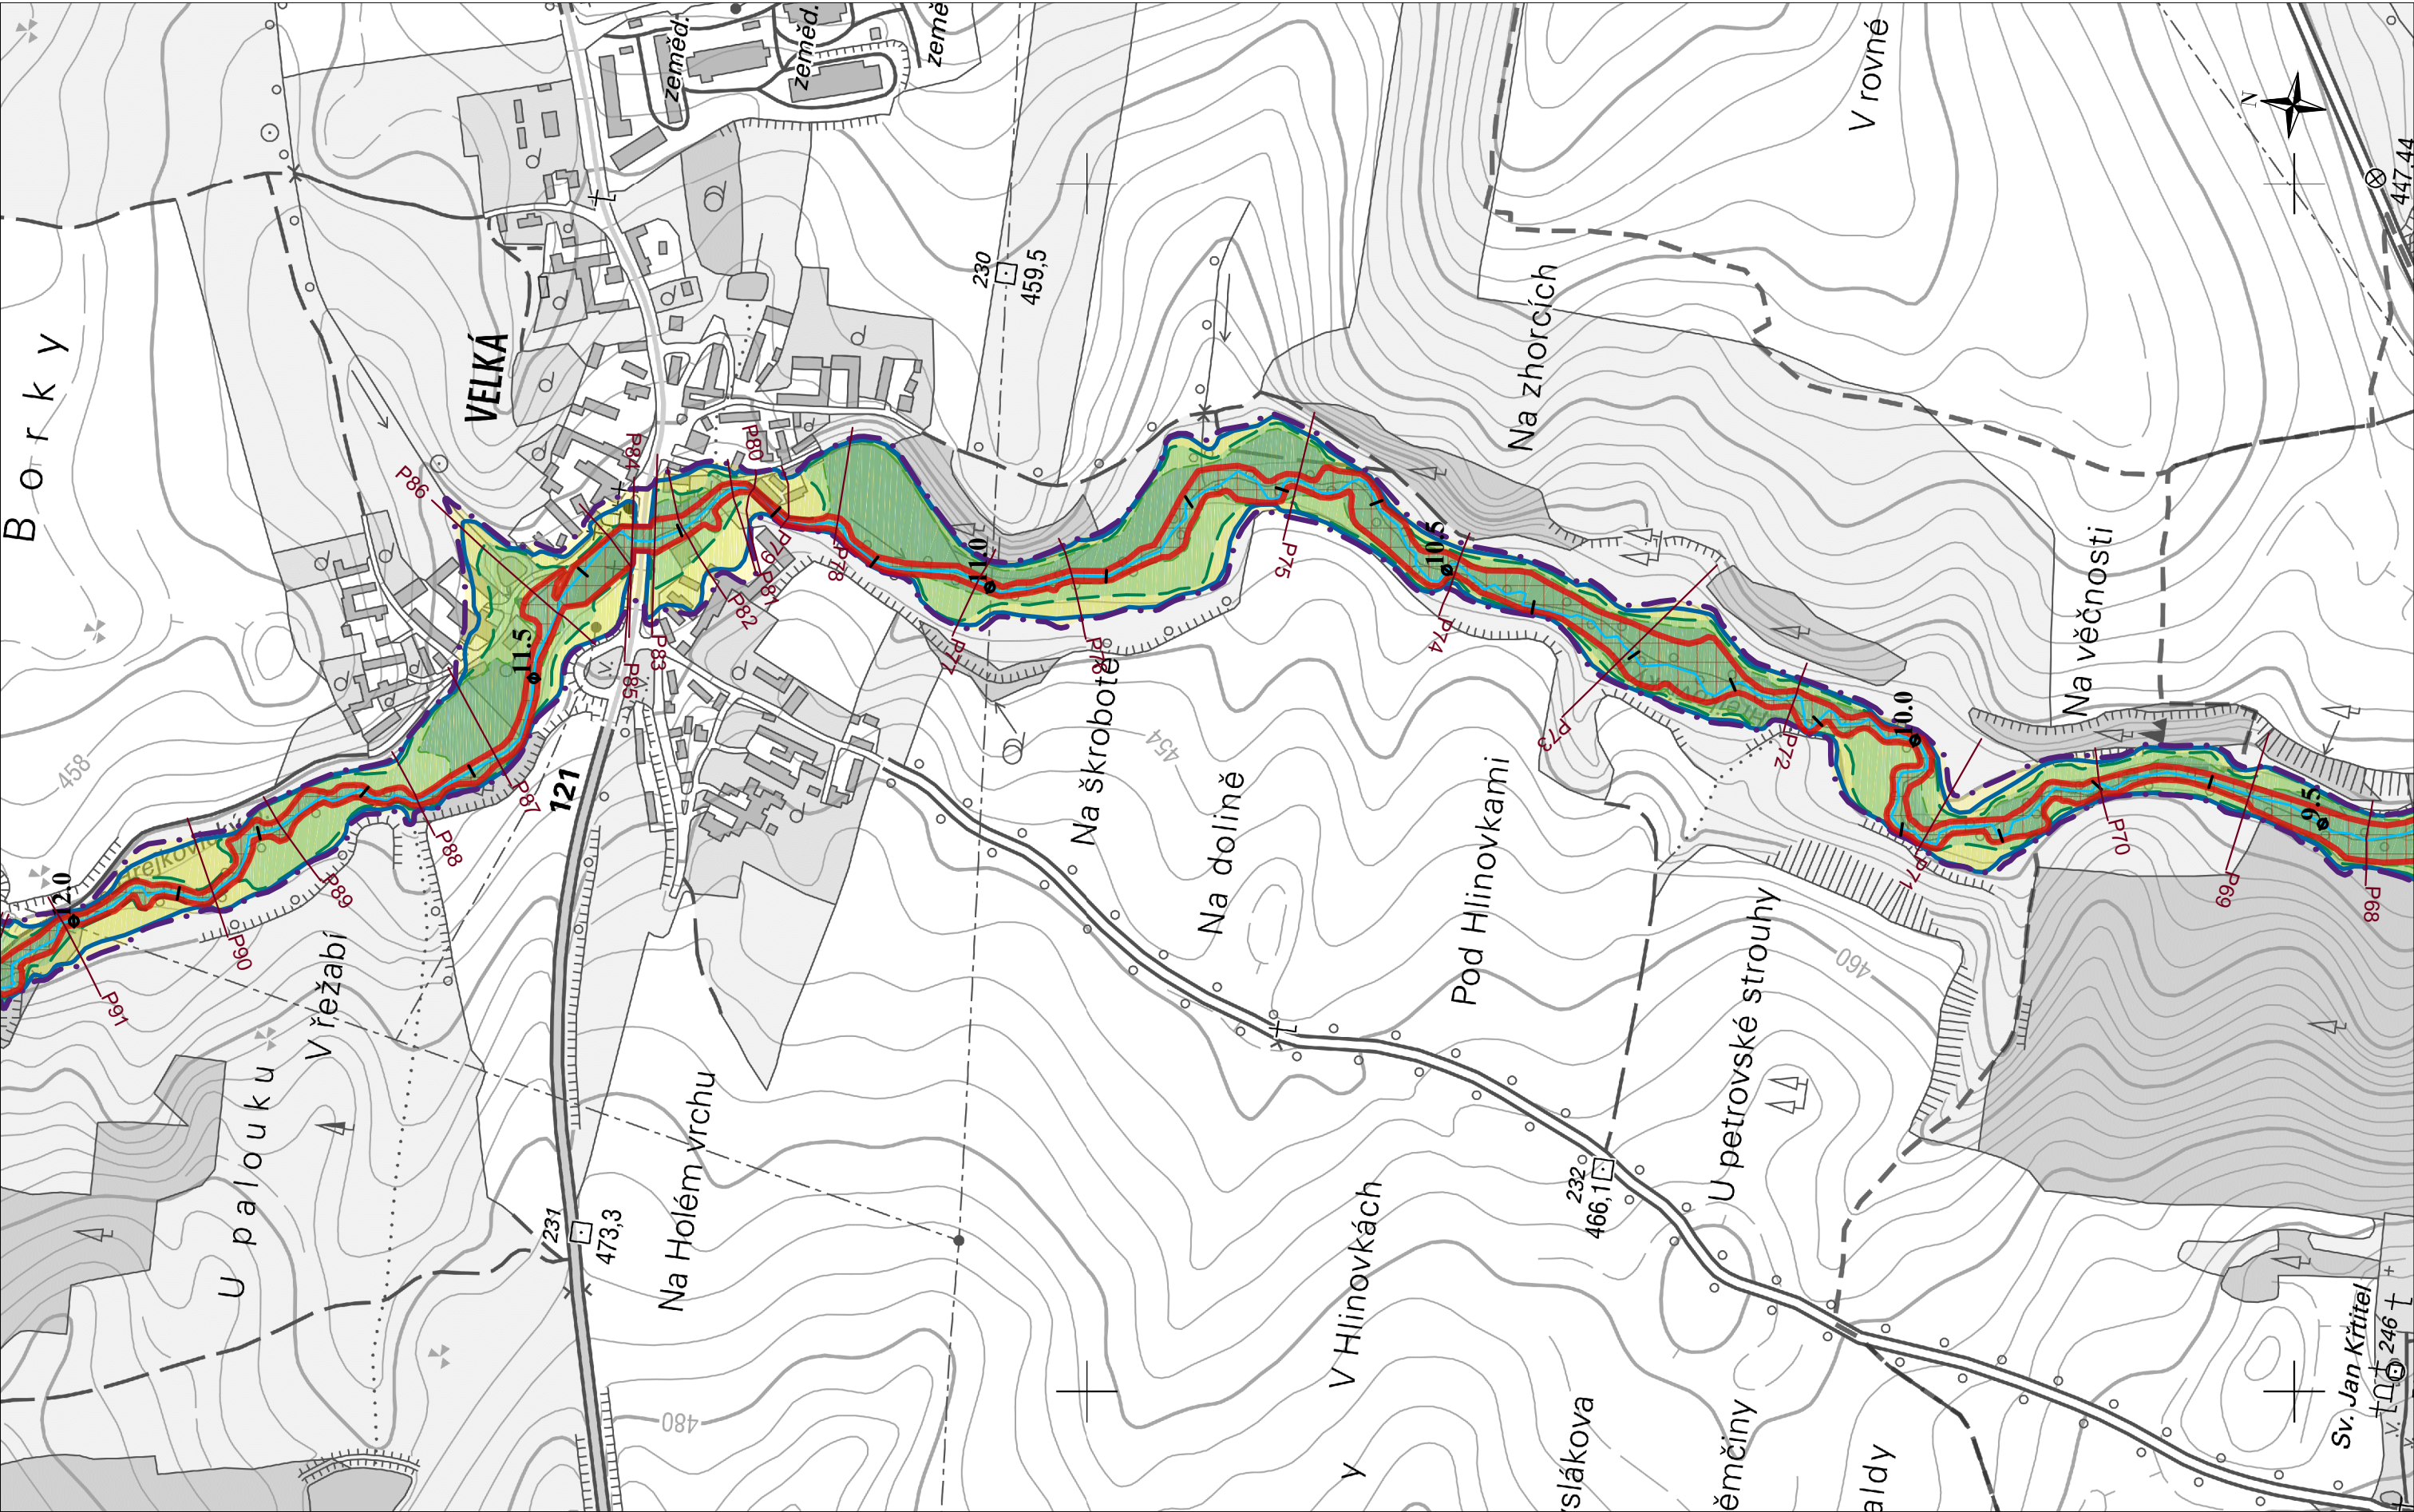 Borky
VELKÁ
zeměd.
zeměd.
země
V rovné
N
447,44
230
459,5
Na zhorcích
Na věčnosti
P86
P84
P80
P79
P78
P81
P82
P83
P85
P87
P88
P89
P90
P91
P77
P76
P75
P74
P73
P72
P71
P70
P69
P68
12.0
11.5
11.0
10.5
10.0
9.5
121
458
454
460
480
Na škrobotě
Na dolině
Pod Hlinovkami
U petrovské strouhy
V řežabí
U palouku
Na Holém vrchu
231
473,3
232
466,1
V Hlinovkách
y
yslákova
ěmčiny
aldy
Sv. Jan Křtitel
246